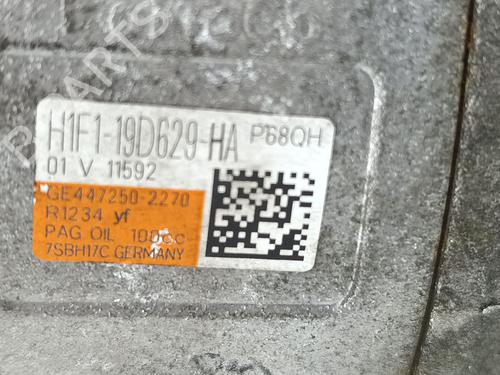 H1F1-19D629-HA P68QH
01 V 11592
GE447250-2270
R1234 yf
PAG OIL 100cc
7SBH17C GERMANY